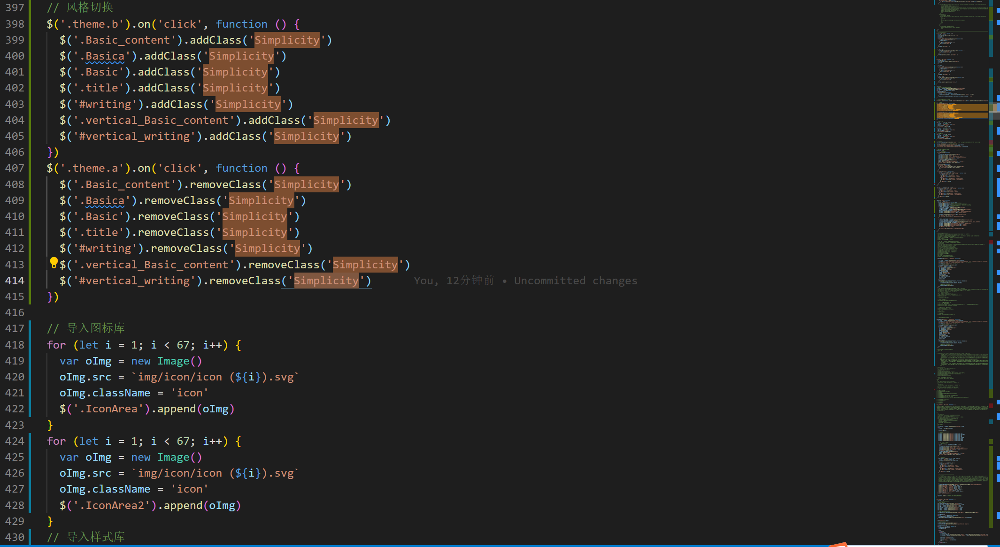 397 // 风格切换
398 $('.theme.b').on('click', function () {
399 $('.Basic_content').addClass('Simplicity')
400 $('.Basica').addClass('Simplicity')
401 $('.Basic').addClass('Simplicity')
402 $('.title').addClass('Simplicity')
403 $('#writing').addClass('Simplicity')
404 $('.vertical_Basic_content').addClass('Simplicity')
405 $('#vertical_writing').addClass('Simplicity')
406 })
407 $('.theme.a').on('click', function () {
408 $('.Basic_content').removeClass('Simplicity')
409 $('.Basica').removeClass('Simplicity')
410 $('.Basic').removeClass('Simplicity')
411 $('.title').removeClass('Simplicity')
412 $('#writing').removeClass('Simplicity')
413 $('.vertical_Basic_content').removeClass('Simplicity')
414 $('#vertical_writing').removeClass('Simplicity') You, 12分钟前 • Uncommitted changes
415 })
416
417 // 导入图标库
418 for (let i = 1; i < 67; i++) {
419 var oImg = new Image()
420 oImg.src = `img/icon/icon (${i}).svg`
421 oImg.className = 'icon'
422 $('.IconArea').append(oImg)
423 }
424 for (let i = 1; i < 67; i++) {
425 var oImg = new Image()
426 oImg.src = `img/icon/icon (${i}).svg`
427 oImg.className = 'icon'
428 $('.IconArea2').append(oImg)
429 }
430 // 导入样式库